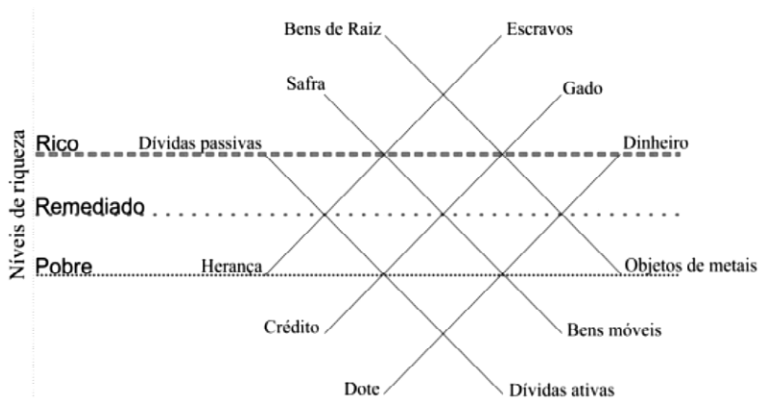 Bens de Raiz
Escravos
Safra
Gado
Níveis de riqueza
Rico
Dívidas passivas
Dinheiro
Remediado
Pobre
Herança
Objetos de metais
Crédito
Bens móveis
Dote
Dívidas ativas